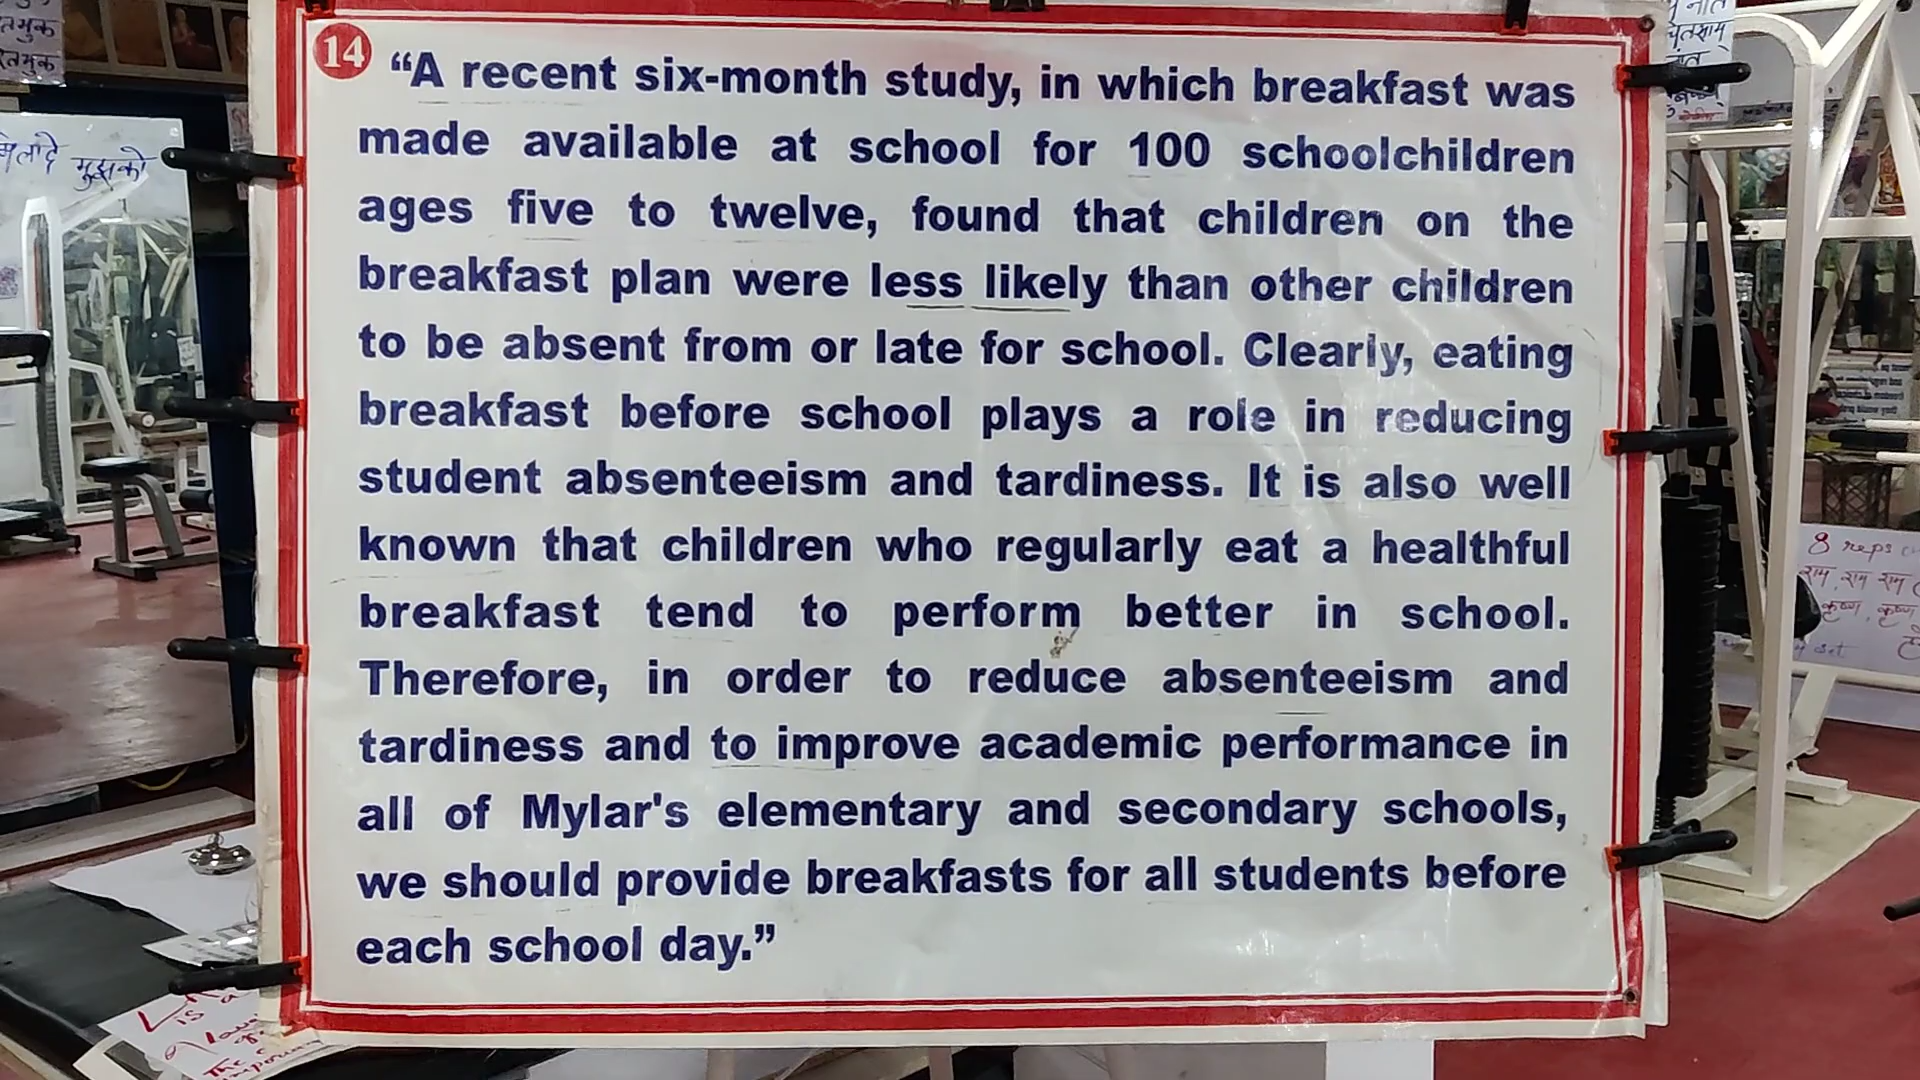 14
“A recent six-month study, in which breakfast was
made available at school for 100 schoolchildren
ages five to twelve, found that children on the
breakfast plan were less likely than other children
to be absent from or late for school. Clearly, eating
breakfast before school plays a role in reducing
student absenteeism and tardiness. It is also well
known that children who regularly eat a healthful
breakfast tend to perform better in school.
Therefore, in order to reduce absenteeism and
tardiness and to improve academic performance in
all of Mylar's elementary and secondary schools,
we should provide breakfasts for all students before
each school day.”
मुझको
8 reps
राम, राम राम
कृष्ण, कृष्ण
set
is